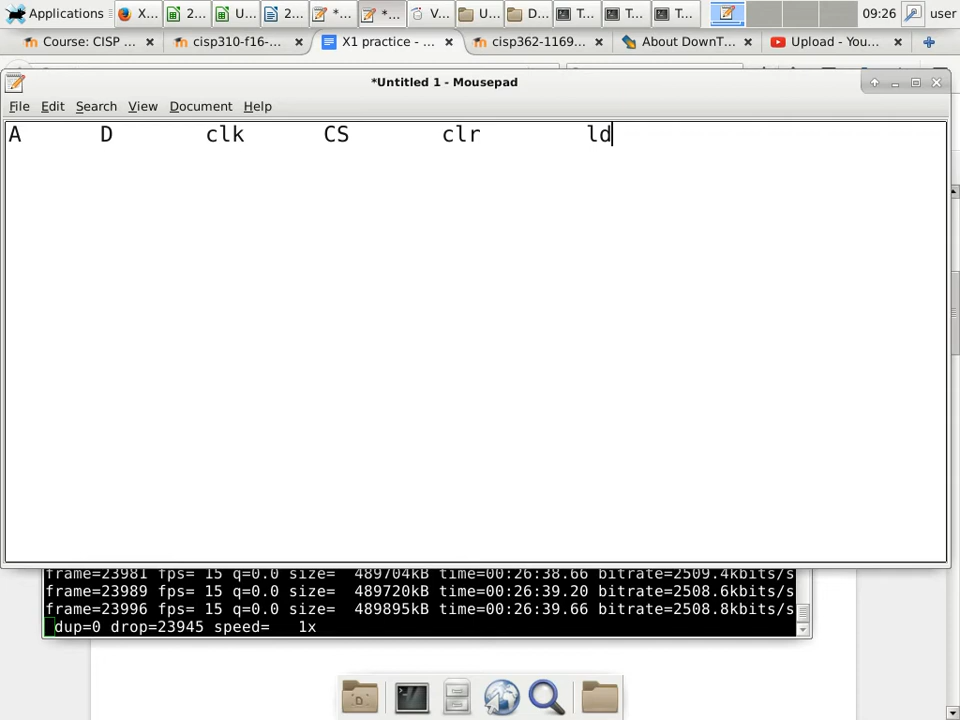 Applications X... 2... U... 2... *... *... V... U... D... T... T... T... 09:26 user
Course: CISP ... cisp310-f16-... X1 practice - ... cisp362-1169... About DownT... Upload - You...
*Untitled 1 - Mousepad
File Edit Search View Document Help
A D clk CS clr ld
frame=23981 fps= 15 q=0.0 size= 489704kB time=00:26:38.66 bitrate=2509.4kbits/s
frame=23989 fps= 15 q=0.0 size= 489720kB time=00:26:39.20 bitrate=2508.6kbits/s
frame=23996 fps= 15 q=0.0 size= 489895kB time=00:26:39.66 bitrate=2508.8kbits/s
dup=0 drop=23945 speed= 1x